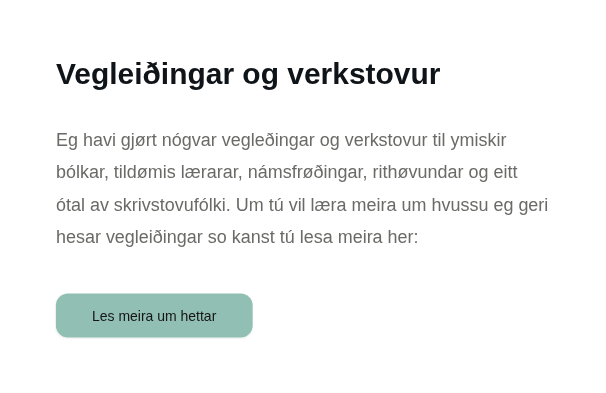 Vegleiðingar og verkstovur
Eg havi gjørt nógvar vegleðingar og verkstovur til ymiskir
bólkar, tildømis lærarar, námsfrøðingar, rithøvundar og eitt
ótal av skrivstovufólki. Um tú vil læra meira um hvussu eg geri
hesar vegleiðingar so kanst tú lesa meira her:
Les meira um hettar